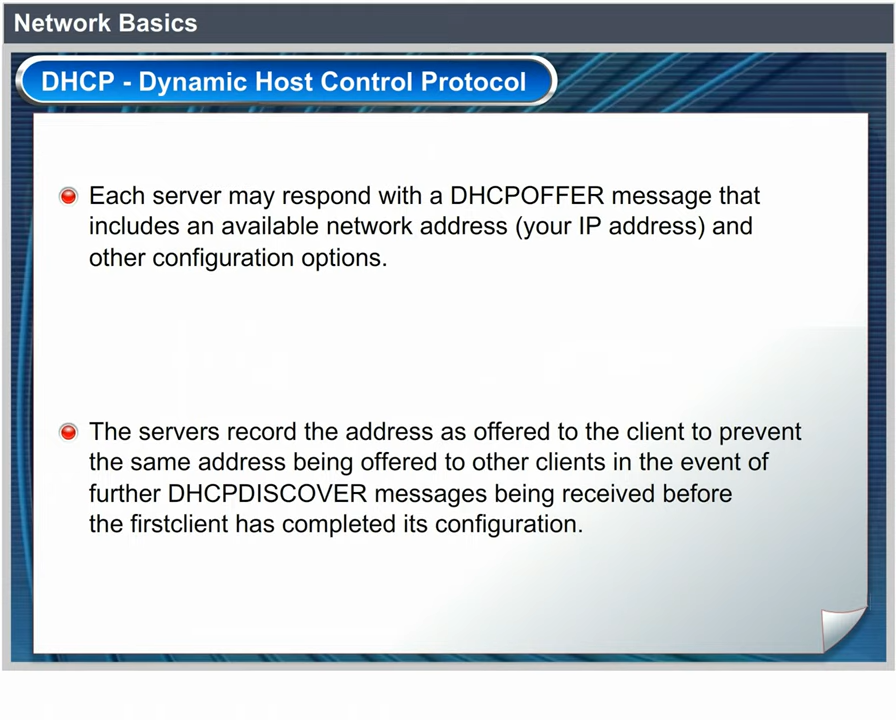 Network Basics
DHCP - Dynamic Host Control Protocol
Each server may respond with a DHCPOFFER message that
includes an available network address (your IP address) and
other configuration options.
The servers record the address as offered to the client to prevent
the same address being offered to other clients in the event of
further DHCPDISCOVER messages being received before
the firstclient has completed its configuration.